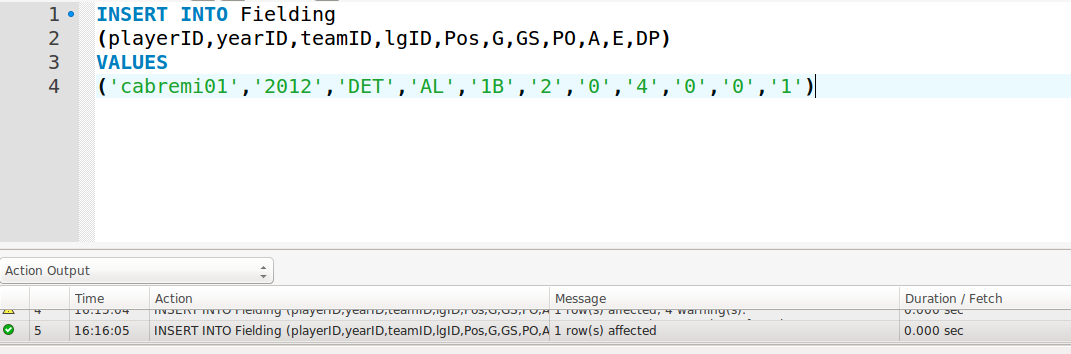 1 INSERT INTO Fielding
2 (playerID,yearID,teamID,lgID,Pos,G,GS,PO,A,E,DP)
3 VALUES
4 ('cabremi01','2012','DET','AL','1B','2','0','4','0','0','1')
Action Output
Time Action Message Duration / Fetch
4 16:15:04 INSERT INTO Fielding (playerID,yearID,teamID,lgID,Pos,G,GS,PO,A 1 row(s) affected, 4 warning(s): 0.000 sec
5 16:16:05 INSERT INTO Fielding (playerID,yearID,teamID,lgID,Pos,G,GS,PO,A 1 row(s) affected 0.000 sec